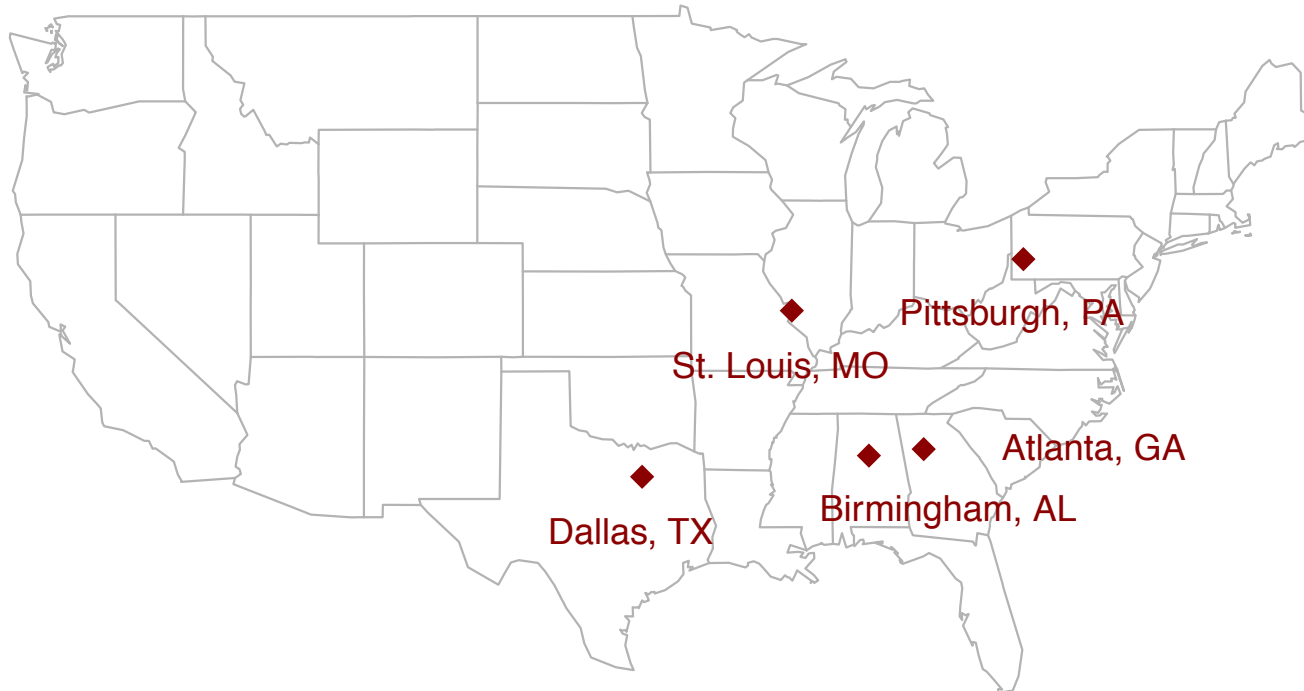 Pittsburgh, PA
St. Louis, MO
Atlanta, GA
Birmingham, AL
Dallas, TX